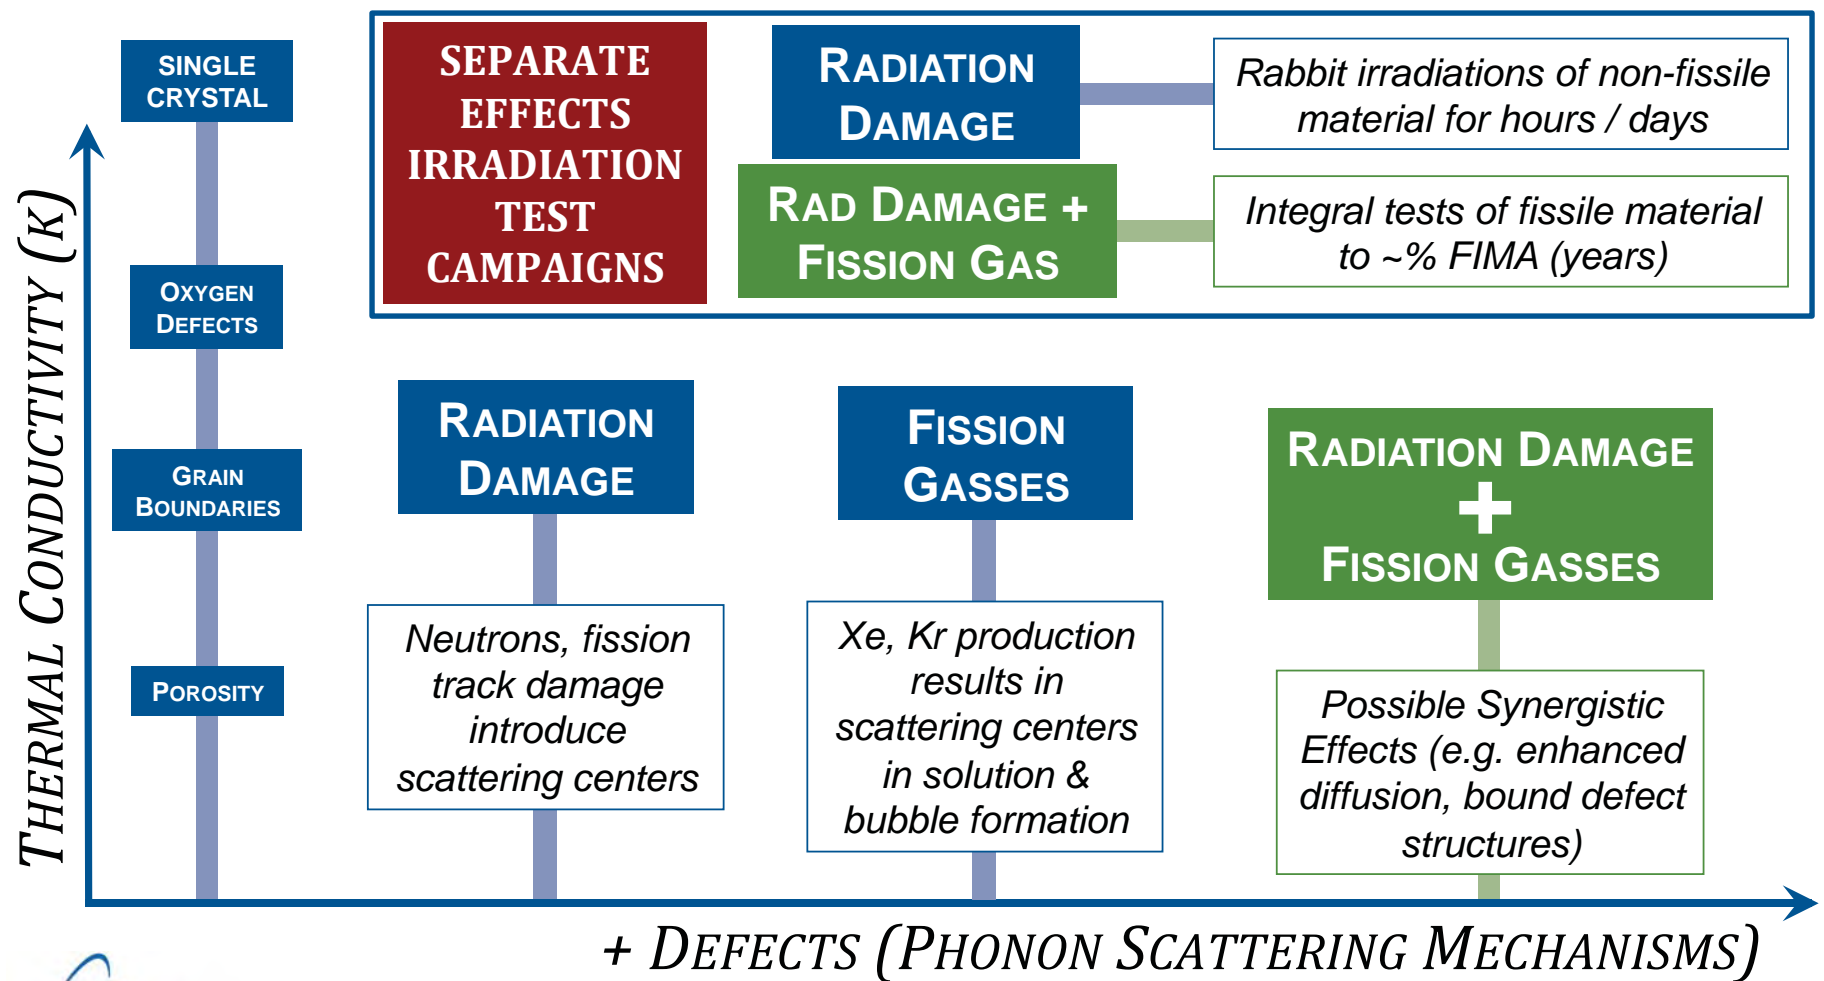 SINGLE
CRYSTAL
OXYGEN
DEFECTS
GRAIN
BOUNDARIES
POROSITY
THERMAL CONDUCTIVITY (K)
SEPARATE
EFFECTS
IRRADIATION
TEST
CAMPAIGNS
RADIATION
DAMAGE
Rabbit irradiations of non-fissile
material for hours / days
RAD DAMAGE +
FISSION GAS
Integral tests of fissile material
to ~% FIMA (years)
RADIATION
DAMAGE
Neutrons, fission
track damage
introduce
scattering centers
FISSION
GASSES
Xe, Kr production
results in
scattering centers
in solution &
bubble formation
RADIATION DAMAGE
+
FISSION GASSES
Possible Synergistic
Effects (e.g. enhanced
diffusion, bound defect
structures)
+ DEFECTS (PHONON SCATTERING MECHANISMS)